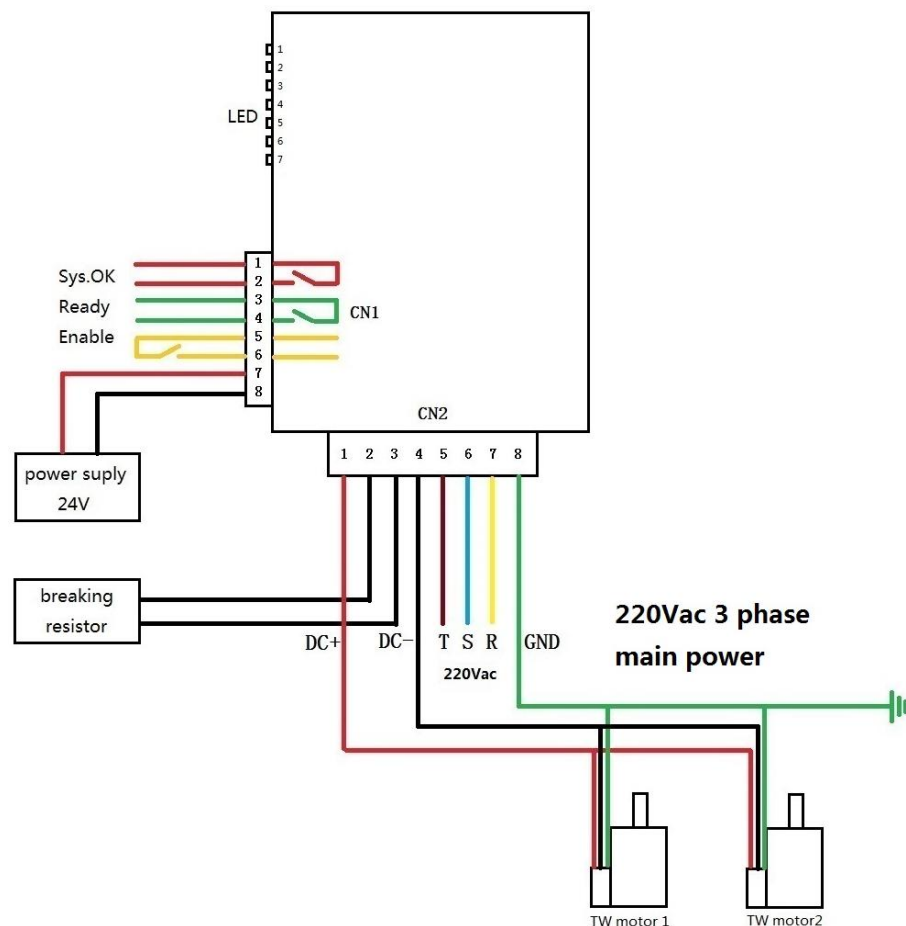 1
2
3
4
LED
5
6
7
1
Sys.OK
2
Ready
3
CN1
4
Enable
5
6
7
8
CN2
1 2 3 4 5 6 7 8
power suply
24V
breaking
resistor
DC+ DC- T S R GND
220Vac
220Vac 3 phase
main power
TW motor 1
TW motor2